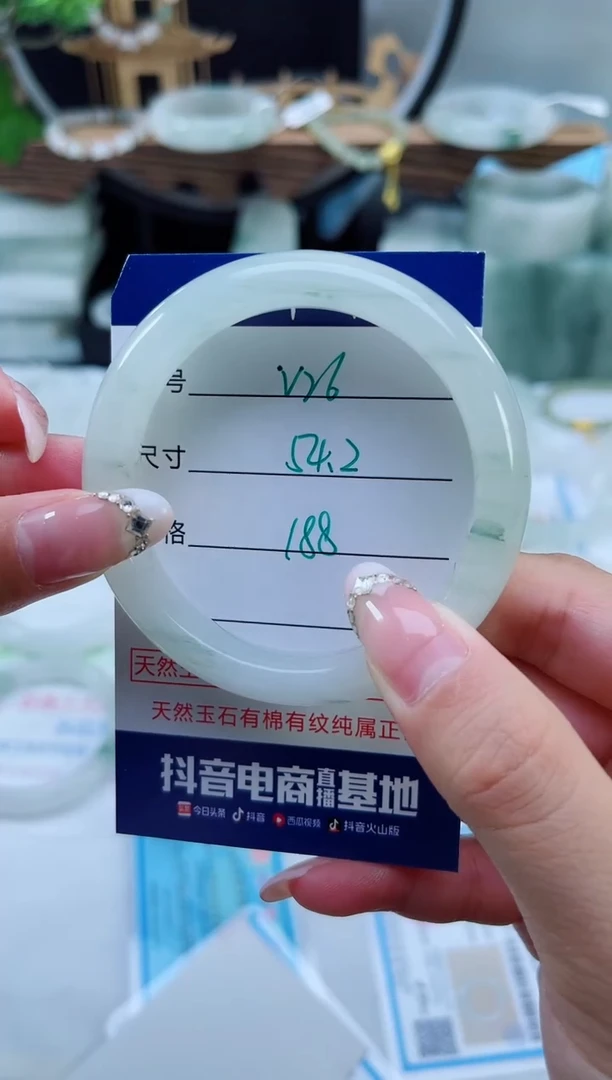 号 V26
尺寸 54.2
格 188
天然玉
天然玉石有棉有纹纯属正
抖音电商直播基地
今日头条 抖音 西瓜视频 抖音火山版